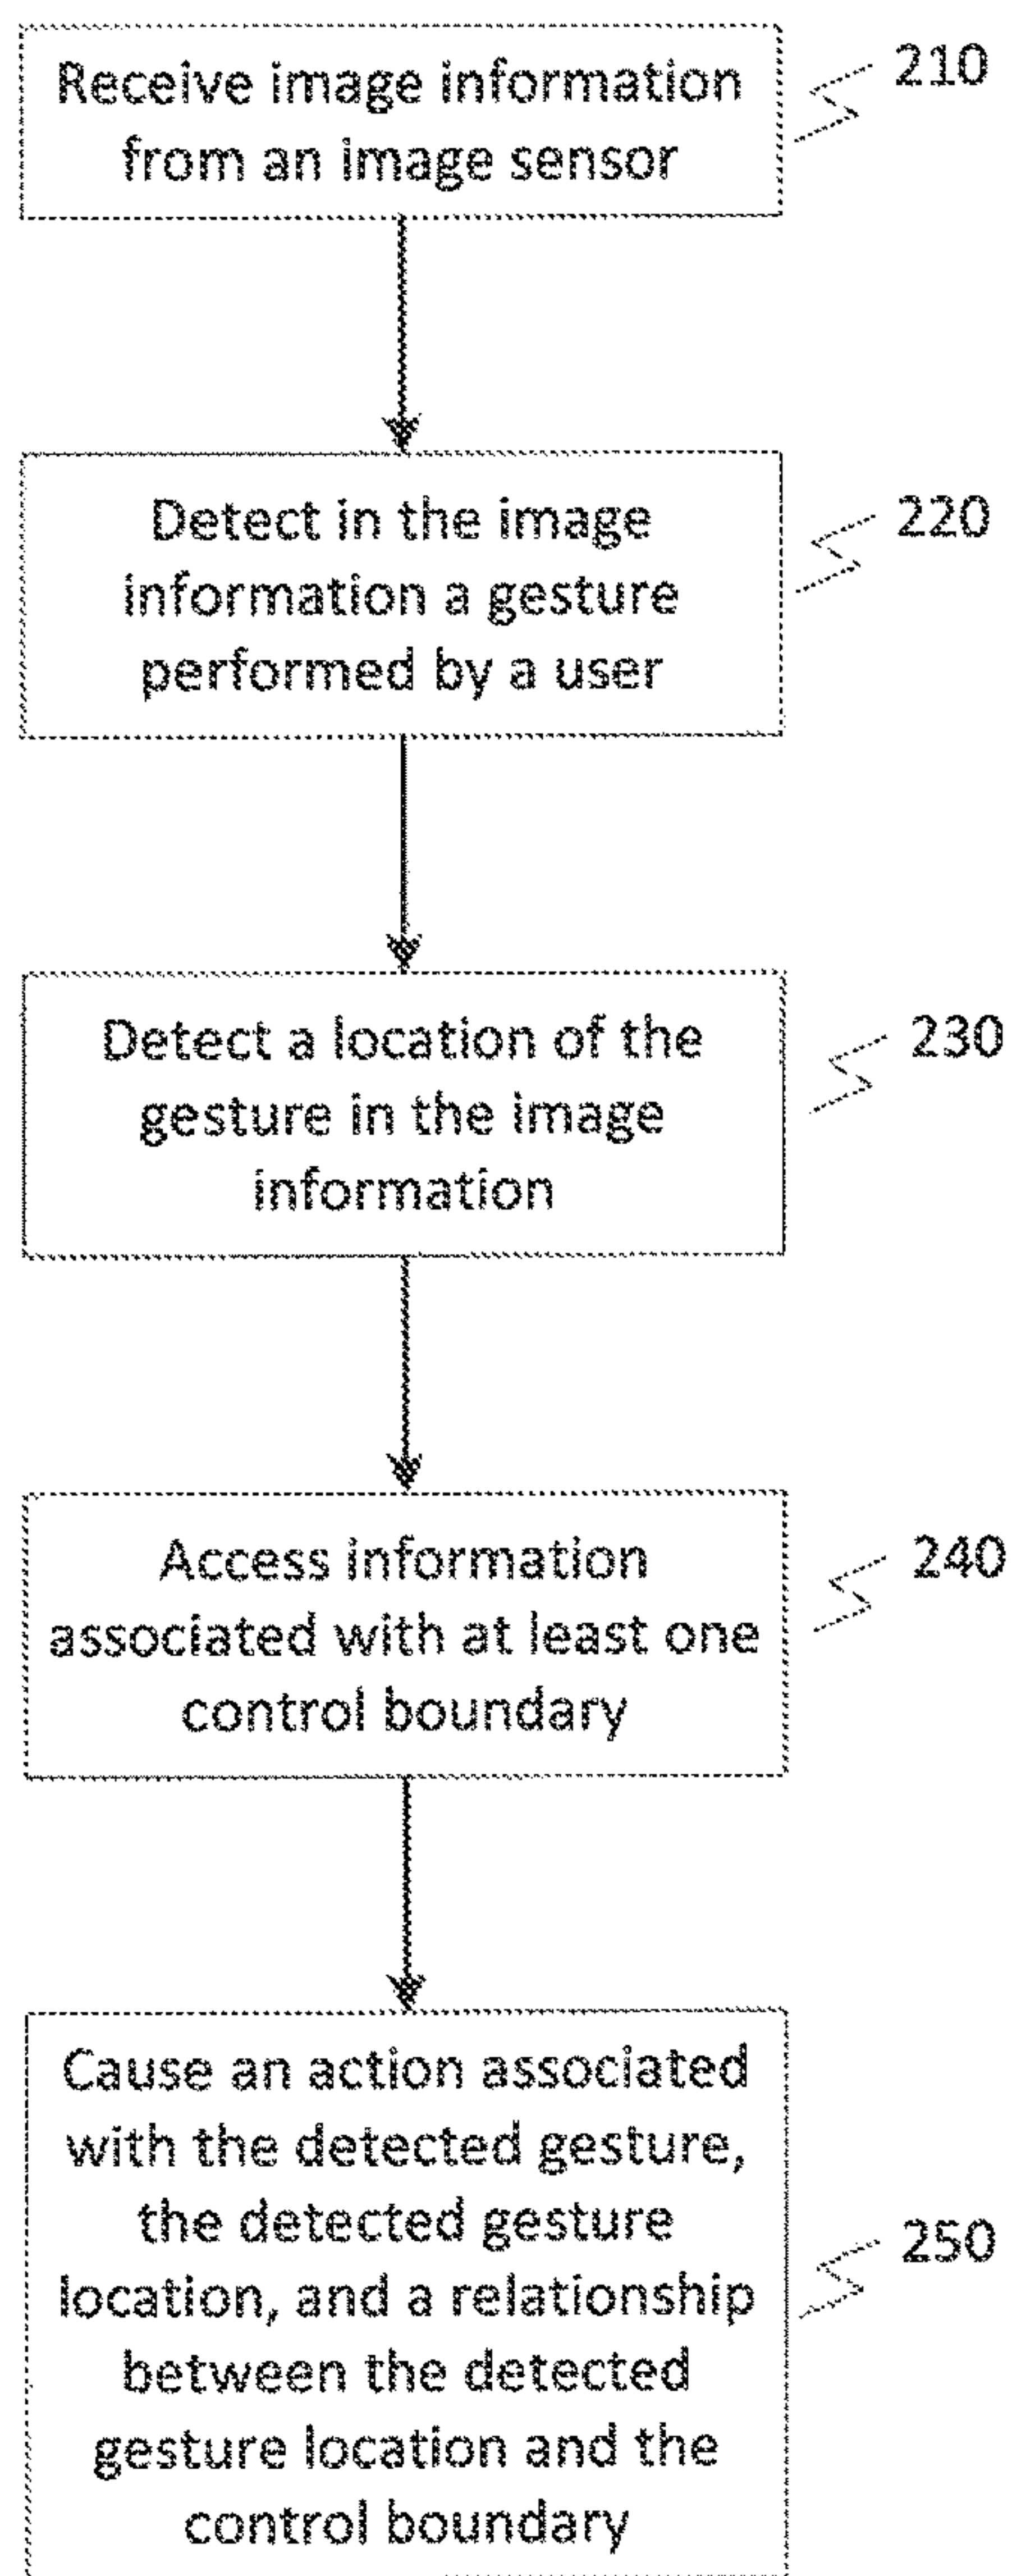 Receive image information
from an image sensor
210
Detect in the image
information a gesture
performed by a user
220
Detect a location of the
gesture in the image
information
230
Access information
associated with at least one
control boundary
240
Cause an action associated
with the detected gesture,
the detected gesture
location, and a relationship
between the detected
gesture location and the
control boundary
250